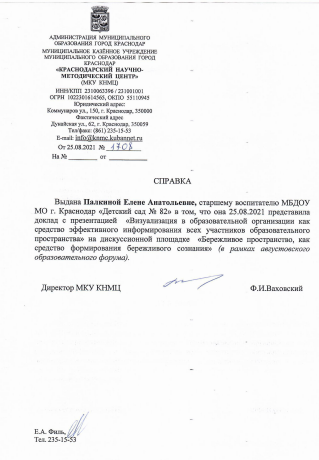 АДМИНИСТРАЦИЯ МУНИЦИПАЛЬНОГО
ОБРАЗОВАНИЯ ГОРОД КРАСНОДАР
МУНИЦИПАЛЬНОЕ КАЗЁННОЕ УЧРЕЖДЕНИЕ
МУНИЦИПАЛЬНОГО ОБРАЗОВАНИЯ ГОРОД
КРАСНОДАР
«КРАСНОДАРСКИЙ НАУЧНО-
МЕТОДИЧЕСКИЙ ЦЕНТР»
(МКУ КНМЦ)
ИНН/КПП 2310063396 / 231001001
ОГРН 1022301614565, ОКПО 55110945
Юридический адрес:
Коммунаров ул., 150, г. Краснодар, 350000
Фактический адрес
Дунайская ул., 62, г. Краснодар, 350059
Тел/факс: (861) 235-15-53
E-mail: info@knmc.kubannet.ru
От 25.08.2021 № 1708
На № от
СПРАВКА
Выдана Палкиной Елене Анатольевне, старшему воспитателю МБДОУ
МО г. Краснодар «Детский сад № 82» в том, что она 25.08.2021 представила
доклад с презентацией «Визуализация в образовательной организации как
средство эффективного информирования всех участников образовательного
пространства» на дискуссионной площадке «Бережливое пространство, как
средство формирования бережливого сознания» (в рамках августовского
образовательного форума).
Директор МКУ КНМЦ Ф.И.Ваховский
Е.А. Филь,
Тел. 235-15-53